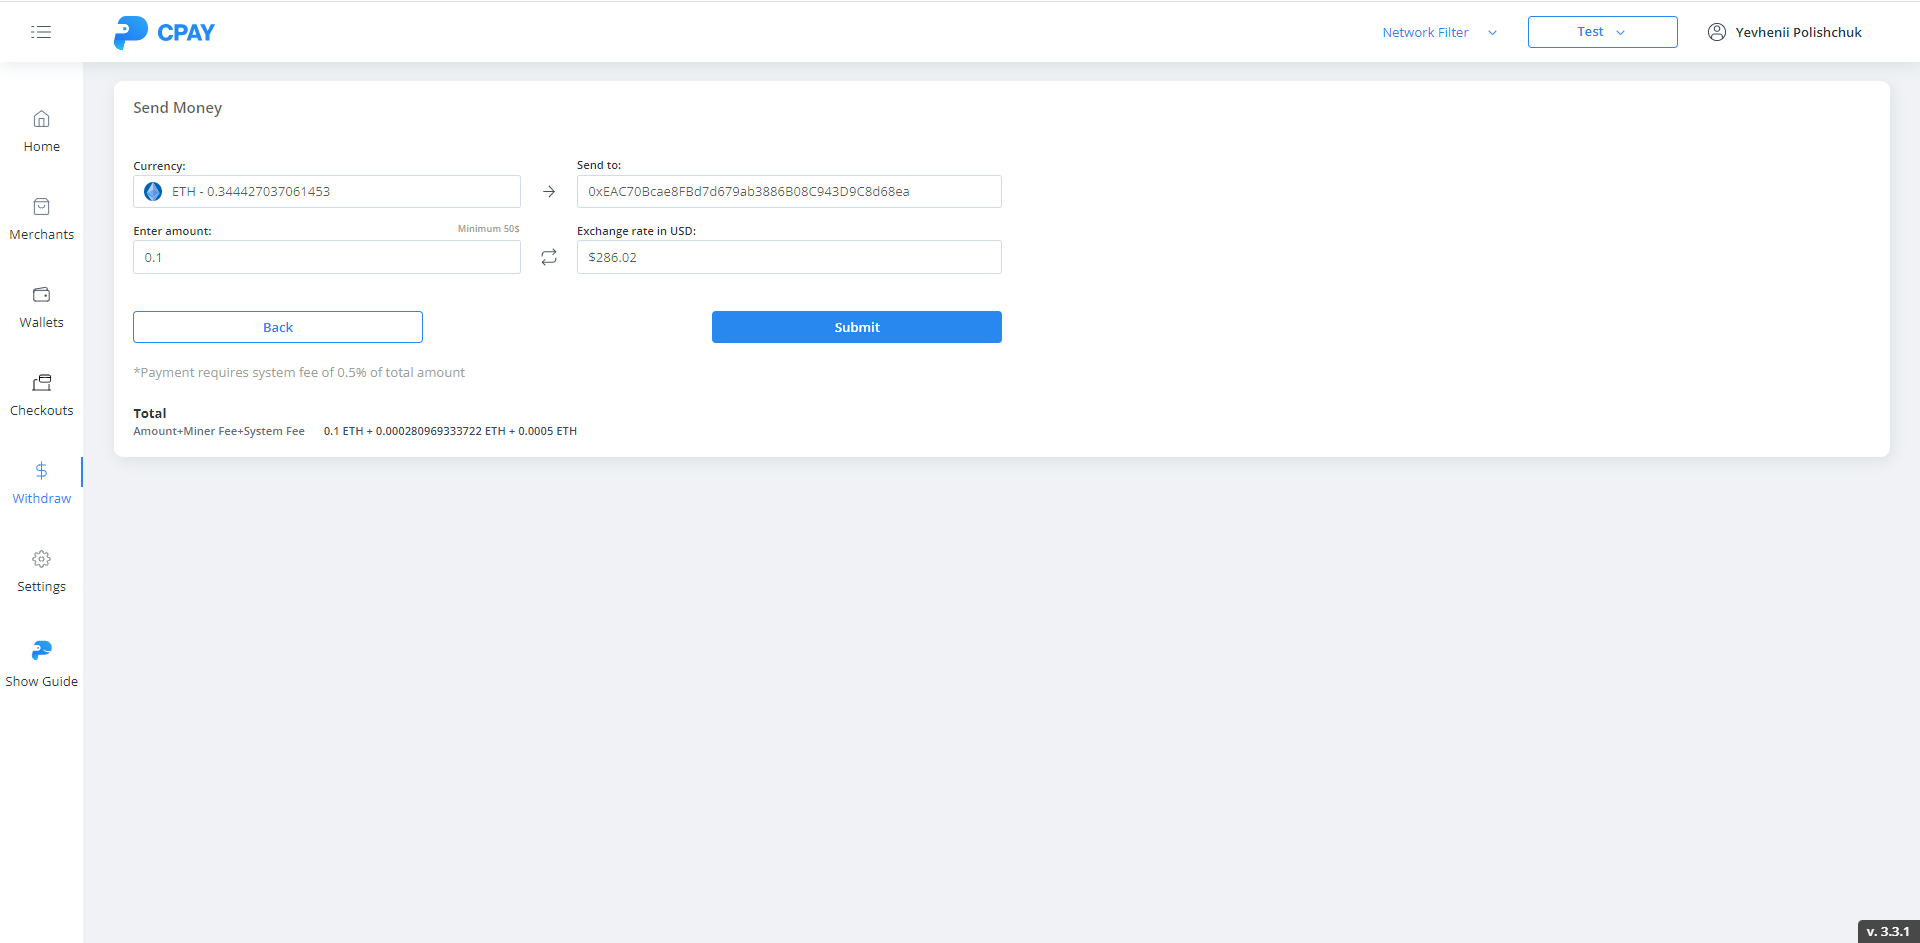 CPAY
Network Filter
Test
Yevhenii Polishchuk
Home
Merchants
Wallets
Checkouts
Withdraw
Settings
Show Guide
Send Money
Currency:
Send to:
ETH - 0.344427037061453
0xEAC70Bcae8FBd7d679ab3886B08C943D9C8d68ea
Enter amount:
Minimum 50$
Exchange rate in USD:
0.1
$286.02
Back
Submit
*Payment requires system fee of 0.5% of total amount
Total
Amount+Miner Fee+System Fee 0.1 ETH + 0.000280969333722 ETH + 0.0005 ETH
v. 3.3.1